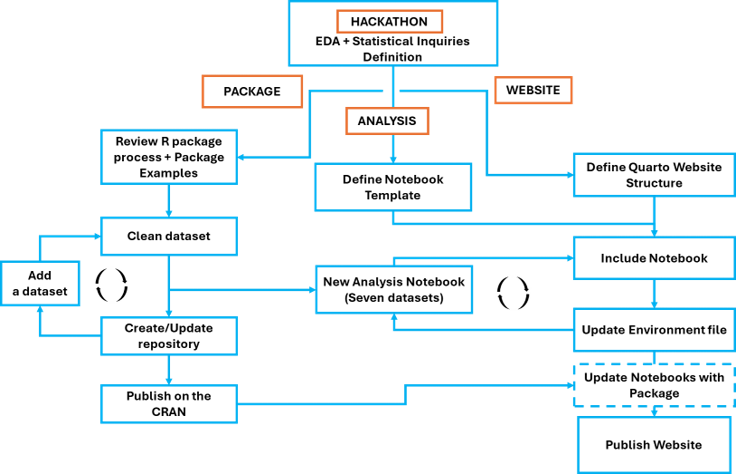 HACKATHON
EDA + Statistical Inquiries
Definition
PACKAGE
WEBSITE
ANALYSIS
Review R package
process + Package
Examples
Define Notebook
Template
Define Quarto Website
Structure
Clean dataset
Include Notebook
Add
a dataset
New Analysis Notebook
(Seven datasets)
Create/Update
repository
Update Environment file
Publish on the
CRAN
Update Notebooks with
Package
Publish Website